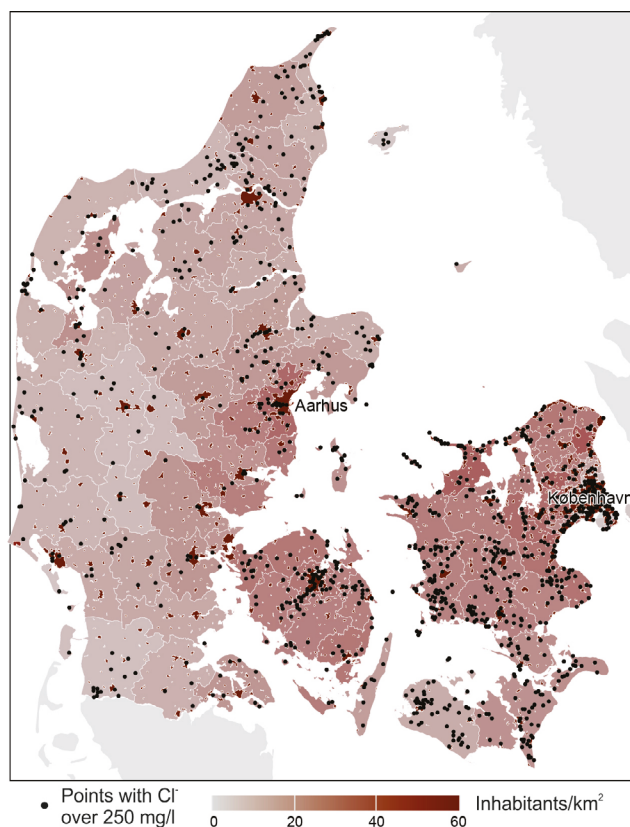 Aarhus
København
Points with Cl⁻
over 250 mg/l
0 20 40 60
Inhabitants/km²